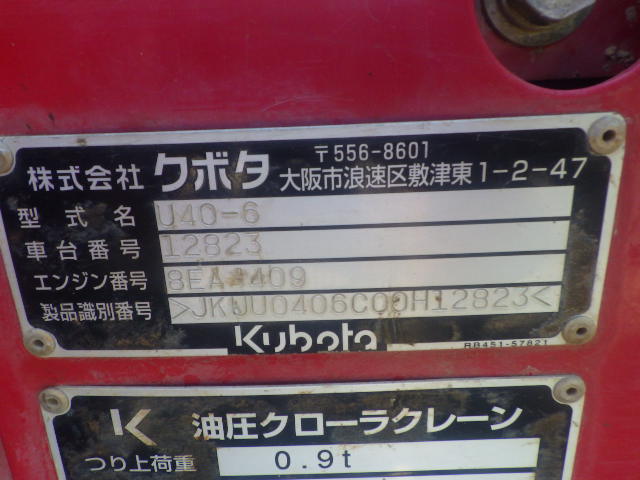 株式会社 クボタ 〒556-8601
大阪市浪速区敷津東1-2-47
型式名 U40-6
車台番号 12823
エンジン番号
製品識別番号 >JKUU0406C00H12823<
Kubota RB451-57821
油圧クローラクレーン
つり上荷重 0.9t